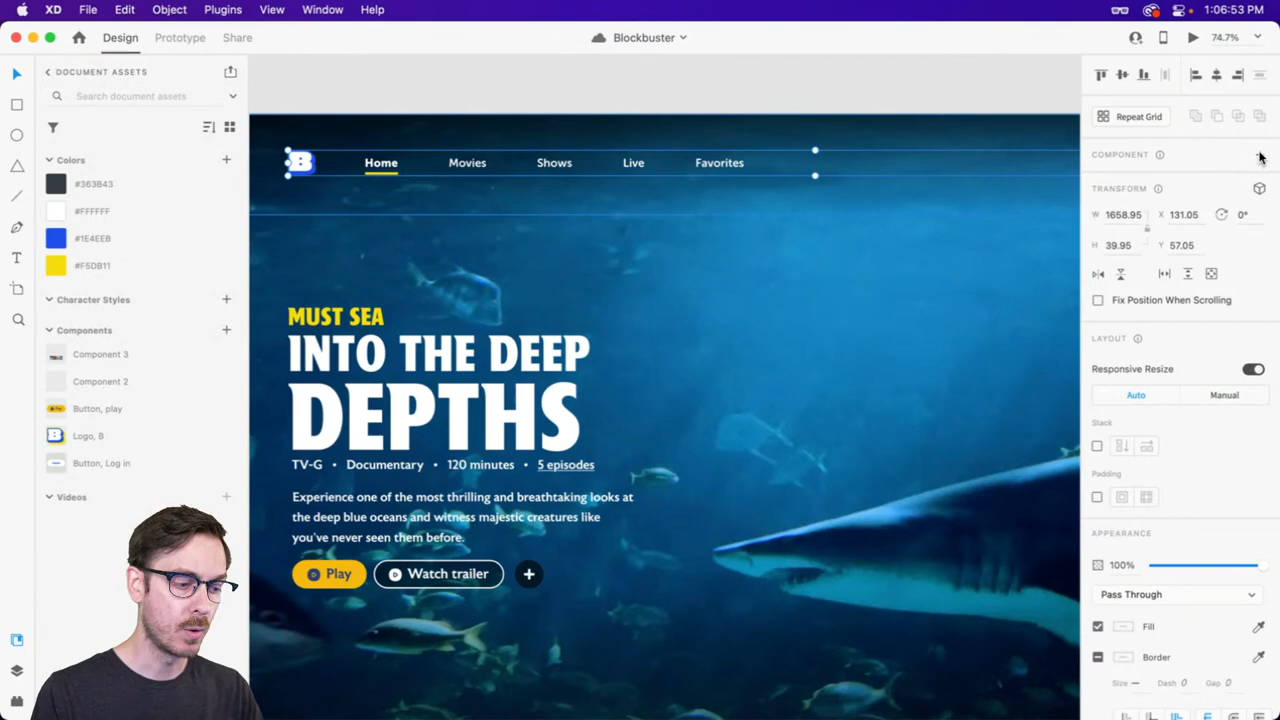 XD File Edit Object Plugins View Window Help 1:06:53 PM
Design Prototype Share Blockbuster 74.7%
DOCUMENT ASSETS
Search document assets
Colors
#363B43
#FFFFFF
#1E4EEB
#F5DB11
Character Styles
Components
Component 3
Component 2
Button, play
Logo, B
Button, Log in
Videos
B Home Movies Shows Live Favorites
MUST SEA
INTO THE DEEP
DEPTHS
TV-G • Documentary • 120 minutes • 5 episodes
Experience one of the most thrilling and breathtaking looks at
the deep blue oceans and witness majestic creatures like
you've never seen them before.
Play Watch trailer +
Repeat Grid
COMPONENT
TRANSFORM
W 1658.95 X 131.05 0°
H 39.95 Y 57.05
Fix Position When Scrolling
LAYOUT
Responsive Resize
Auto Manual
Stack
Padding
APPEARANCE
100%
Pass Through
Fill
Border
Size — Dash 0 Gap 0